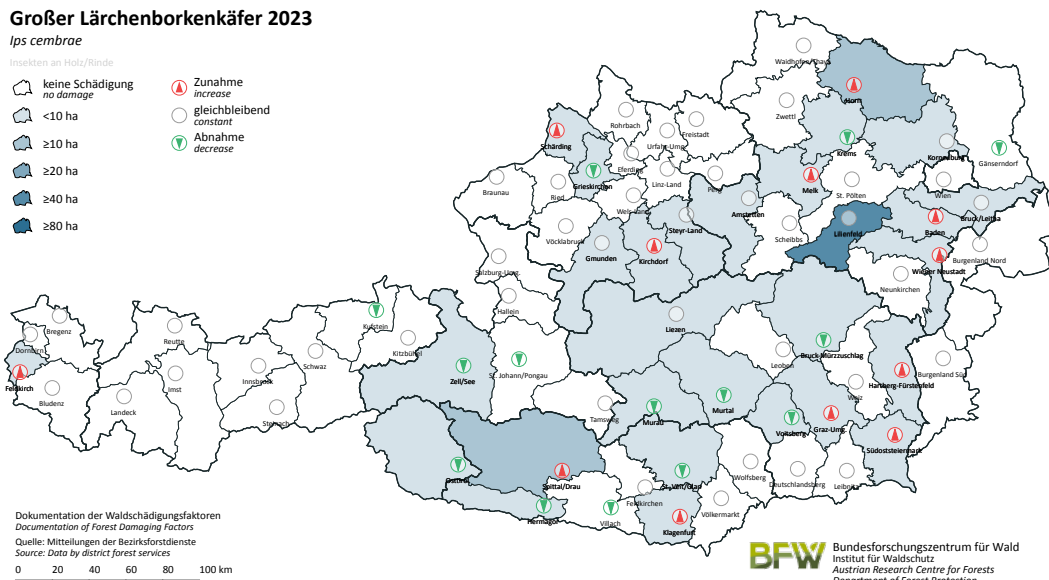 Großer Lärchenborkenkäfer 2023
Ips cembrae
Insekten an Holz/Rinde
keine Schädigung
no damage
<10 ha
≥10 ha
≥20 ha
≥40 ha
≥80 ha
Zunahme
increase
gleichbleibend
constant
Abnahme
decrease
Waidhofen/Thaya
Horn
Zwettl
Rohrbach
Freistadt
Schärding
Urfahr-Umg.
Krems
Korneuburg
Gänserndorf
Eferding
Grieskirchen
Linz-Land
Perg
Melk
St. Pölten
Wien
Braunau
Ried
Wels-Land
Amstetten
Bruck/Leitha
Steyr-Land
Scheibbs
Lilienfeld
Baden
Vöcklabruck
Gmunden
Kirchdorf
Burgenland Nord
Wiener Neustadt
Salzburg-Umg.
Neunkirchen
Hallein
Liezen
Kufstein
Bregenz
Reutte
Dornbirn
Kitzbühel
Bruck-Mürzzuschlag
Schwaz
Leoben
Feldkirch
Innsbruck
Zell/See
St. Johann/Pongau
Burgenland Süd
Imst
Hartberg-Fürstenfeld
Bludenz
Weiz
Landeck
Murtal
Steinach
Tamsweg
Murau
Voitsberg
Graz-Umg.
Südoststeiermark
Osttirol
Spittal/Drau
St. Veit/Glan
Wolfsberg
Deutschlandsberg
Leibnitz
Feldkirchen
Hermagor
Villach
Klagenfurt
Völkermarkt
Dokumentation der Waldschädigungsfaktoren
Documentation of Forest Damaging Factors
Quelle: Mitteilungen der Bezirksforstdienste
Source: Data by district forest services
0 20 40 60 80 100 km
BFW
Bundesforschungszentrum für Wald
Institut für Waldschutz
Austrian Research Centre for Forests
Department of Forest Protection